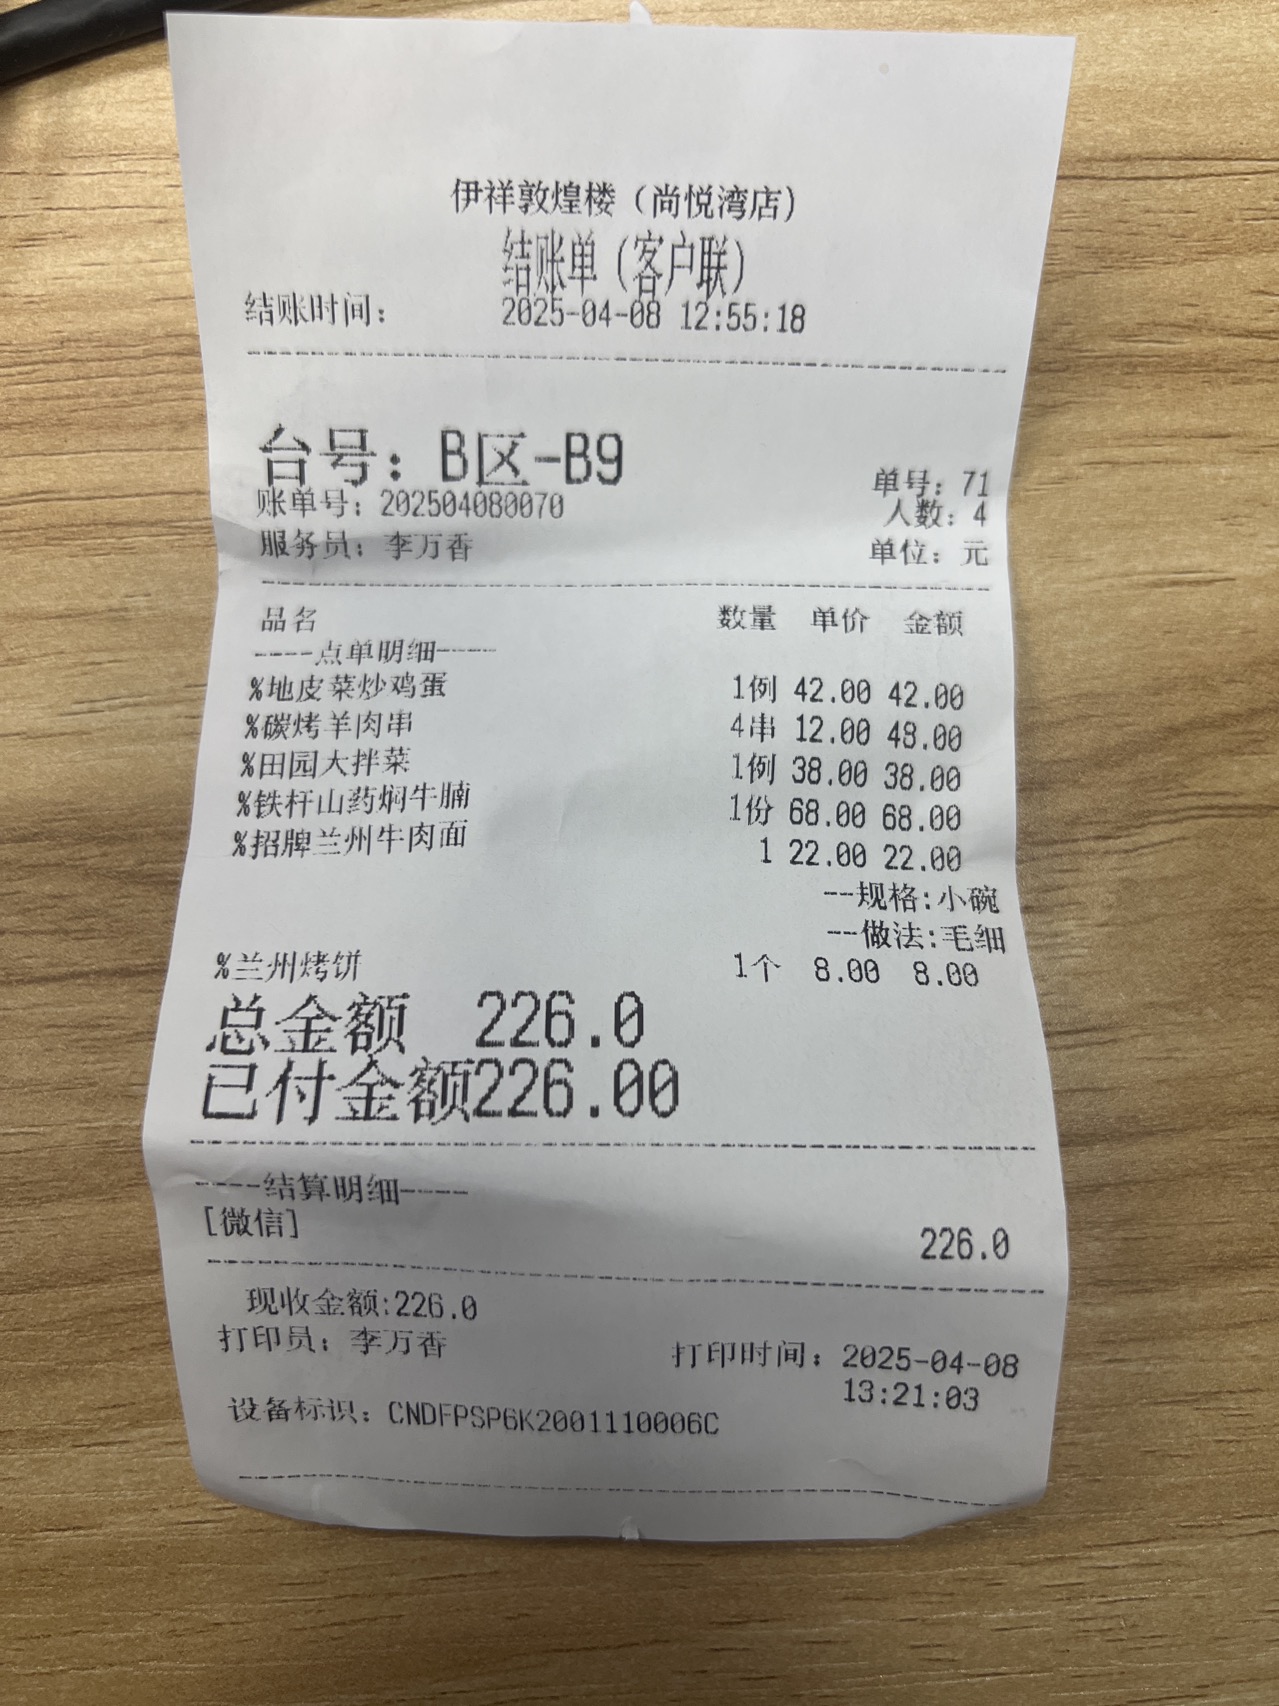 伊祥敦煌楼（尚悦湾店）
结账单（客户联）
结账时间： 2025-04-08 12:55:18
台号：B区-B9
单号：71
账单号：202504080070 人数：4
服务员：李万香 单位：元
品名 数量 单价 金额
----点单明细----
%地皮菜炒鸡蛋 1例 42.00 42.00
%碳烤羊肉串 4串 12.00 48.00
%田园大拌菜 1例 38.00 38.00
%铁杆山药焖牛腩 1份 68.00 68.00
%招牌兰州牛肉面 1 22.00 22.00
--规格:小碗
--做法:毛细
%兰州烤饼 1个 8.00 8.00
总金额 226.0
已付金额226.00
----结算明细----
[微信] 226.0
现收金额:226.0
打印员：李万香 打印时间：2025-04-08
13:21:03
设备标识：CNDFPSP6K2001110006C